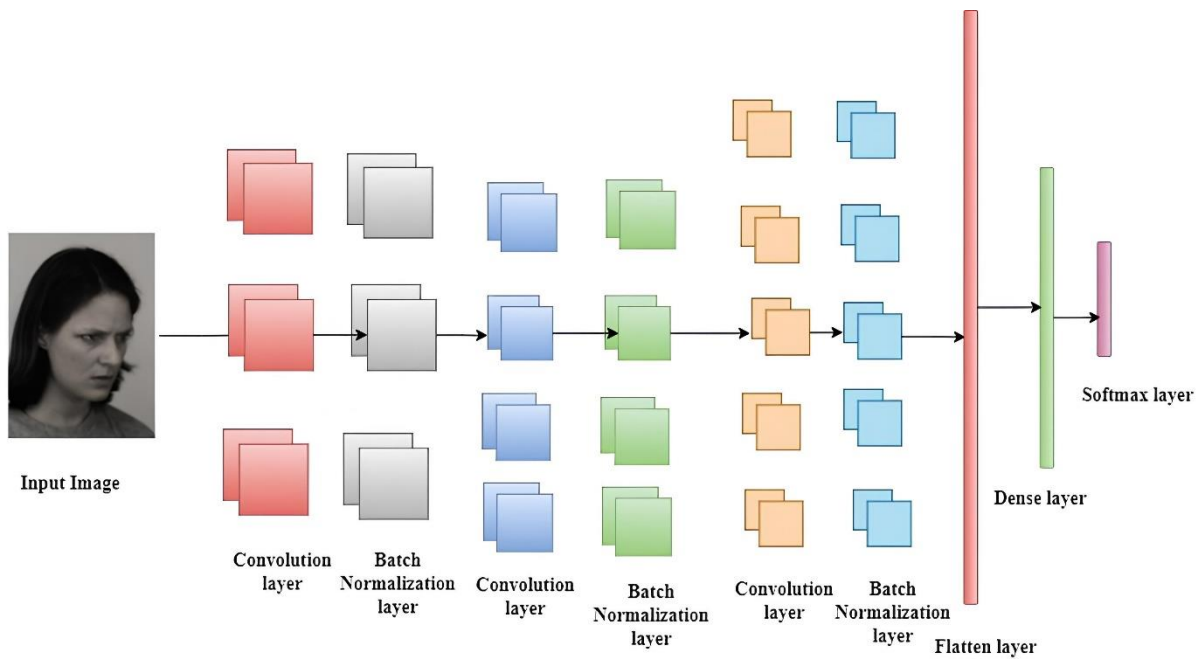 Input Image
Convolution
layer
Batch
Normalization
layer
Convolution
layer
Batch
Normalization
layer
Convolution
layer
Batch
Normalization
layer
Flatten layer
Dense layer
Softmax layer